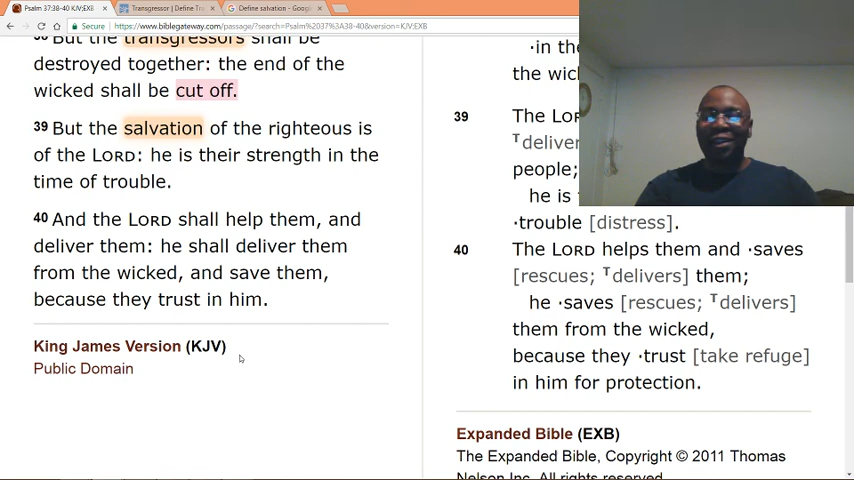 Psalm 37:38-40 KJV;EXB
Transgressor | Define Tra
Define salvation - Googl
Secure
https://www.biblegateway.com/passage/?search=Psalm%2037%3A38-40&version=KJV;EXB
38 But the transgressors shall be
destroyed together: the end of the
wicked shall be cut off.
39 But the salvation of the righteous is
of the LORD: he is their strength in the
time of trouble.
40 And the LORD shall help them, and
deliver them: he shall deliver them
from the wicked, and save them,
because they trust in him.
King James Version (KJV)
Public Domain
·in the
the wick
39 The LOR
ᵀdeliver
people;
he is
·trouble [distress].
40 The LORD helps them and ·saves
[rescues; ᵀdelivers] them;
he ·saves [rescues; ᵀdelivers]
them from the wicked,
because they ·trust [take refuge]
in him for protection.
Expanded Bible (EXB)
The Expanded Bible, Copyright © 2011 Thomas
Nelson Inc. All rights reserved.